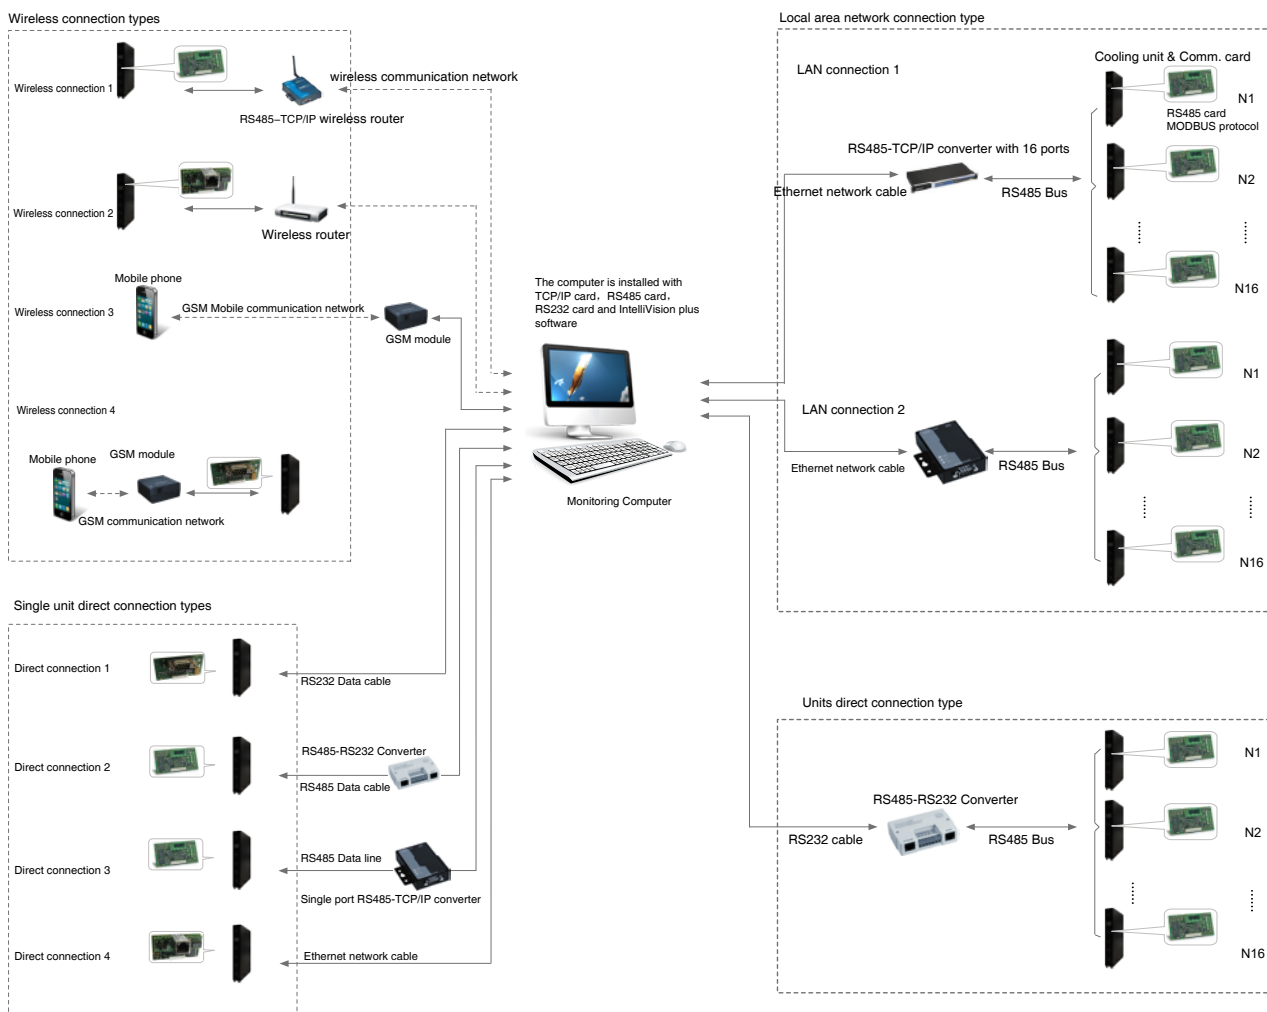 Wireless connection types
Wireless connection 1
wireless communication network
RS485–TCP/IP wireless router
Wireless connection 2
Wireless router
Mobile phone
Wireless connection 3
GSM Mobile communication network
GSM module
Wireless connection 4
Mobile phone
GSM module
GSM communication network
Single unit direct connection types
Direct connection 1
RS232 Data cable
RS485-RS232 Converter
Direct connection 2
RS485 Data cable
Direct connection 3
RS485 Data line
Single port RS485-TCP/IP converter
Direct connection 4
Ethernet network cable
The computer is installed with
TCP/IP card，RS485 card，
RS232 card and IntelliVision plus
software
Monitoring Computer
Local area network connection type
LAN connection 1
Cooling unit & Comm. card
N1
RS485 card
MODBUS protocol
RS485-TCP/IP converter with 16 ports
Ethernet network cable
RS485 Bus
N2
N16
LAN connection 2
Ethernet network cable
RS485 Bus
N1
N2
N16
Units direct connection type
RS485-RS232 Converter
RS232 cable
RS485 Bus
N1
N2
N16